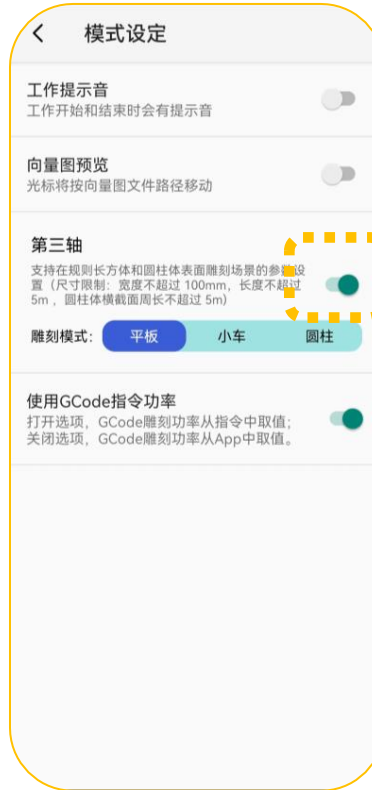 模式设定
工作提示音
工作开始和结束时会有提示音
向量图预览
光标将按向量图文件路径移动
第三轴
支持在规则长方体和圆柱体表面雕刻场景的参数设
置（尺寸限制：宽度不超过 100mm，长度不超过
5m ，圆柱体横截面周长不超过 5m）
雕刻模式： 平板 小车 圆柱
使用GCode指令功率
打开选项，GCode雕刻功率从指令中取值；
关闭选项，GCode雕刻功率从App中取值。